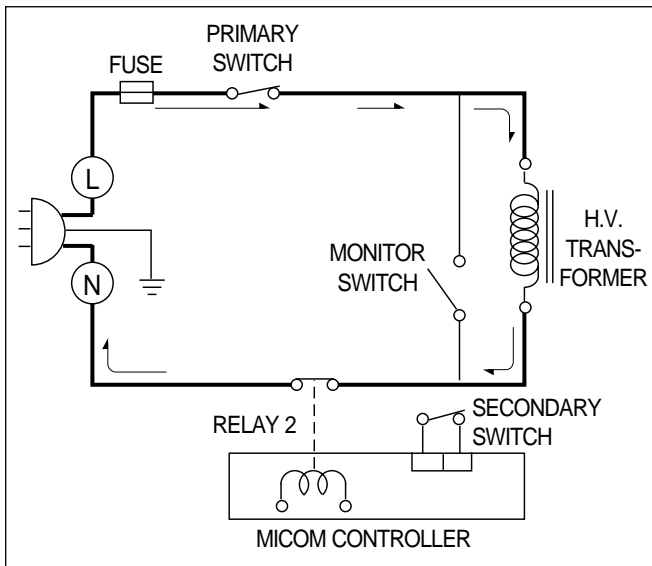 PRIMARY
SWITCH
FUSE
L
H.V.
TRANS-
FORMER
MONITOR
SWITCH
N
RELAY 2
SECONDARY
SWITCH
MICOM CONTROLLER